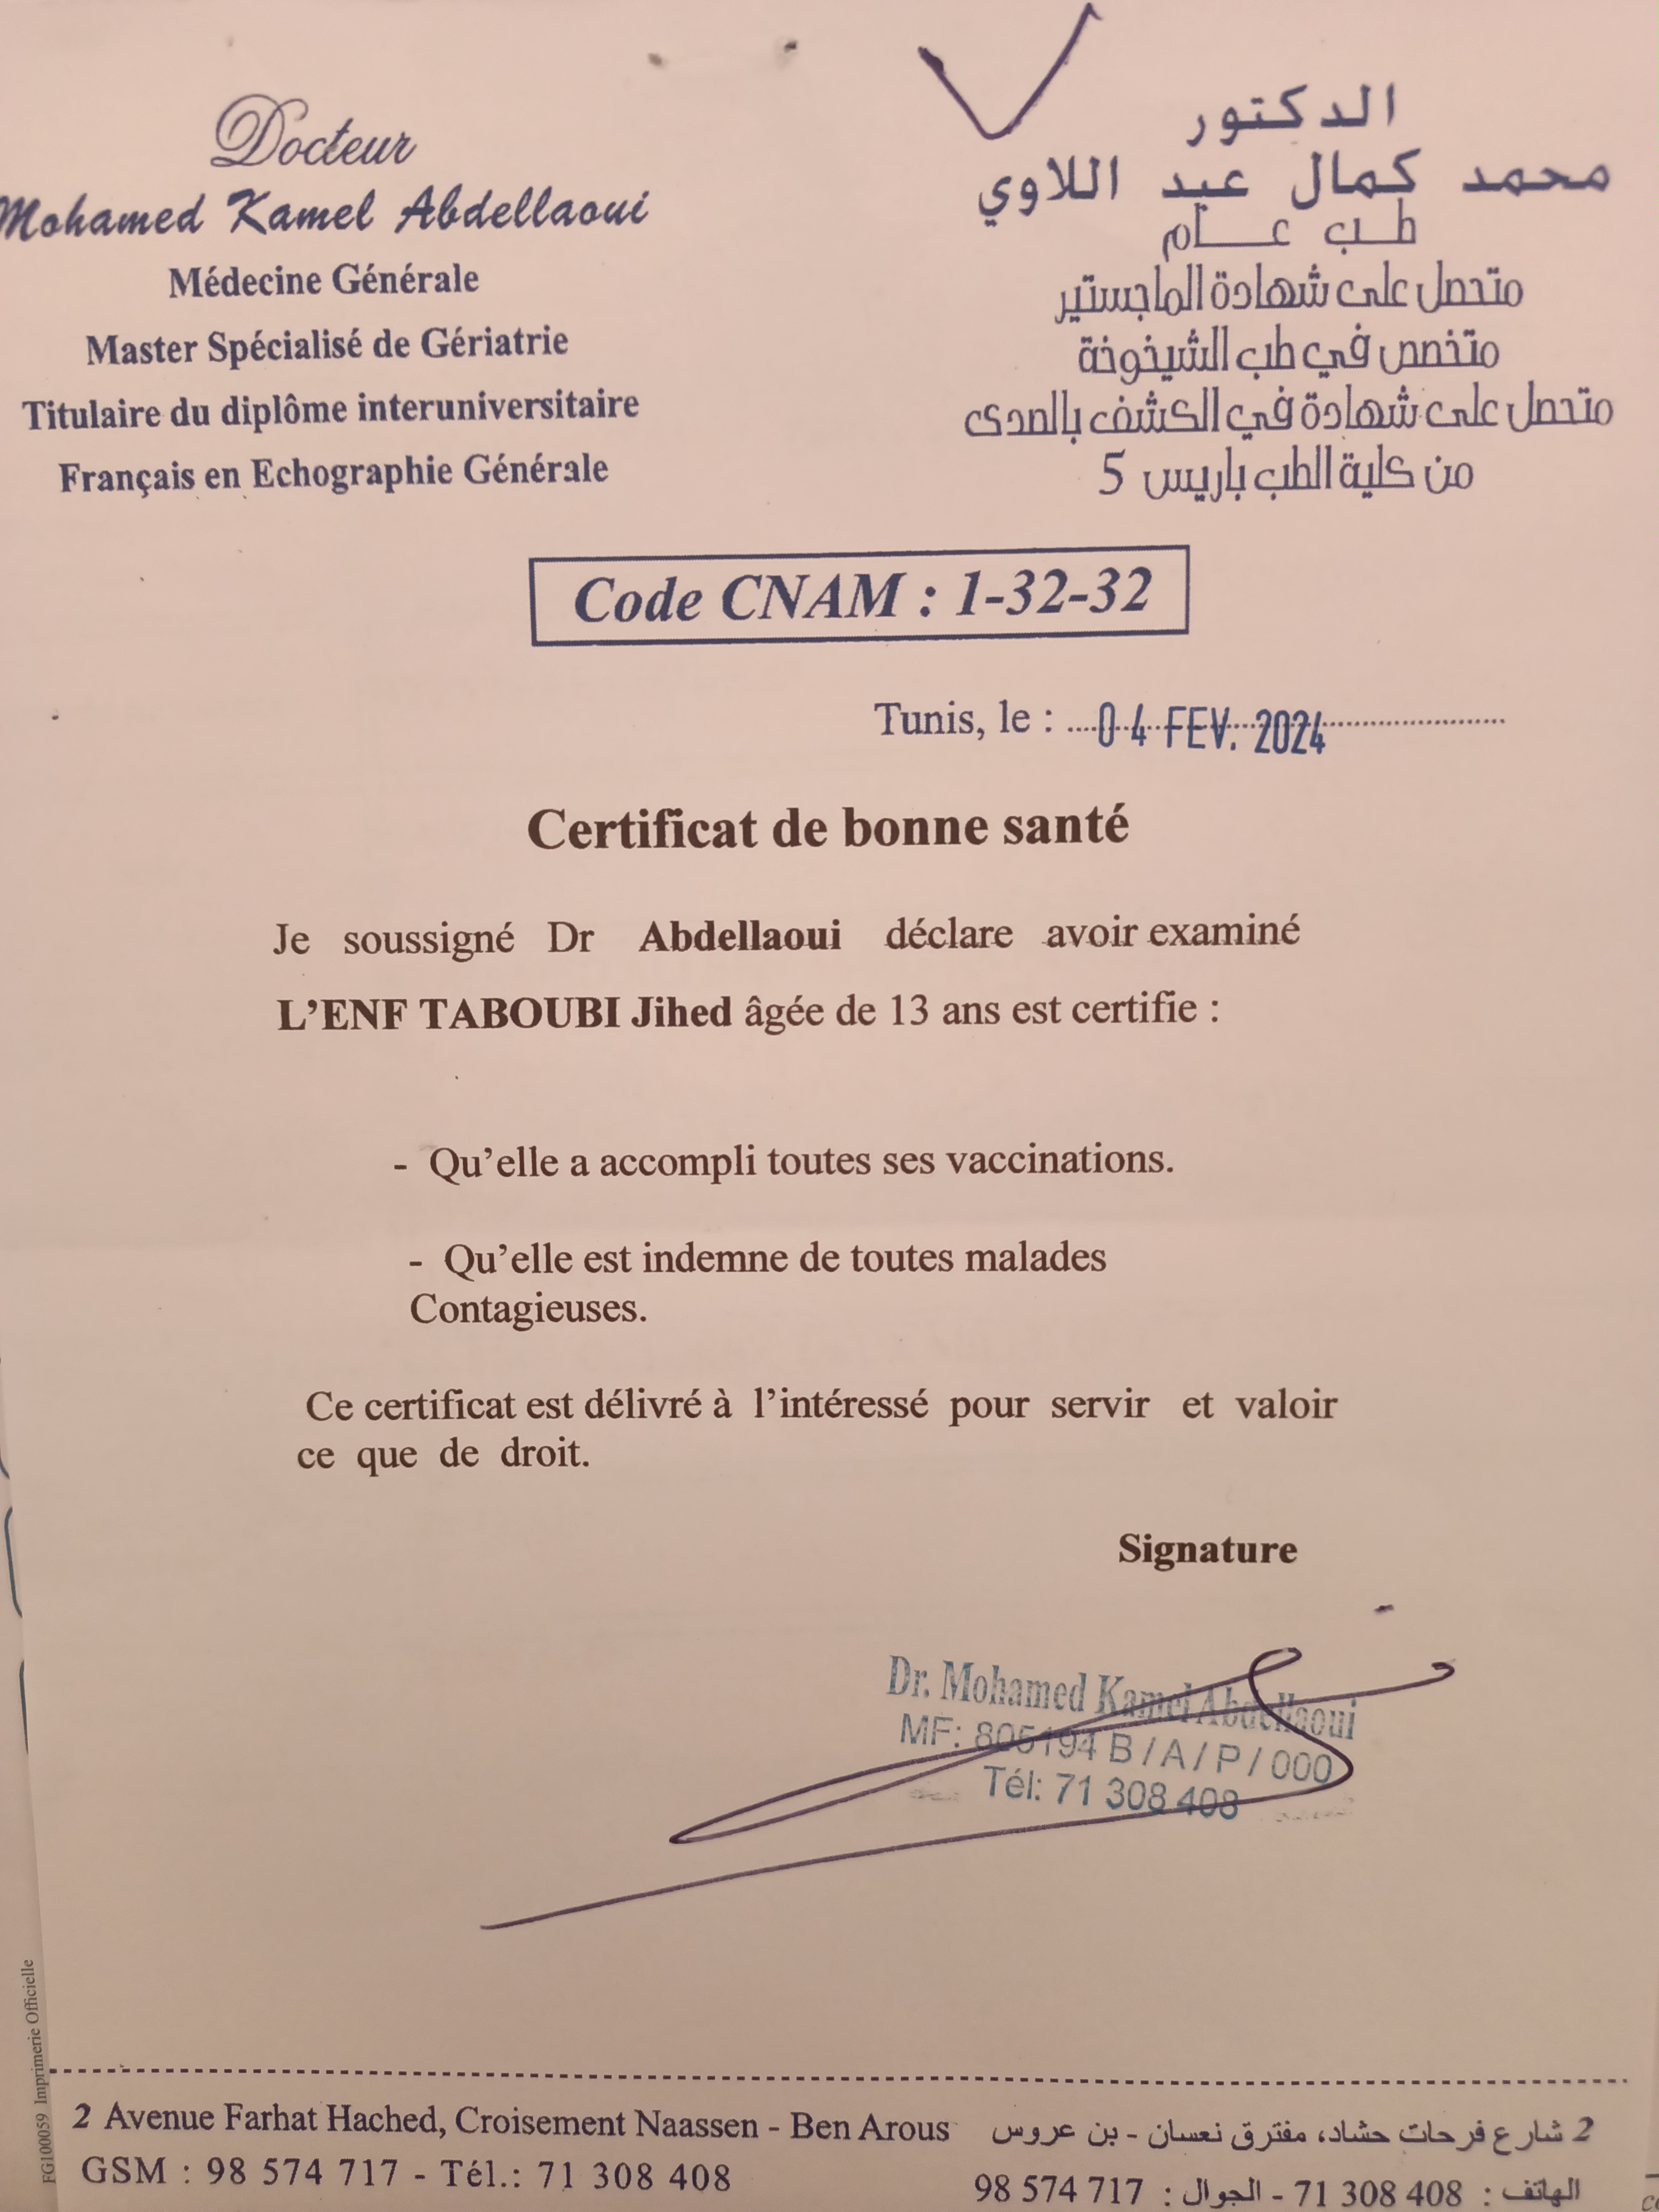 Docteur
Mohamed Kamel Abdellaoui
Médecine Générale
Master Spécialisé de Gériatrie
Titulaire du diplôme interuniversitaire
Français en Echographie Générale
الدكتور
محمد كمال عبد اللاوي
طب عام
متحصل على شهادة الماجستير
متخصص في طب الشيخوخة
متحصل على شهادة في الكشف بالصدى
من كلية الطب باريس 5
Code CNAM : 1-32-32
Tunis, le : 04 FEV. 2024
Certificat de bonne santé
Je soussigné Dr Abdellaoui déclare avoir examiné
L'ENF TABOUBI Jihed âgée de 13 ans est certifie :
- Qu'elle a accompli toutes ses vaccinations.
- Qu'elle est indemne de toutes malades
Contagieuses.
Ce certificat est délivré à l'intéressé pour servir et valoir
ce que de droit.
Signature
Dr. Mohamed Kamel Abdellaoui
MF: 805194 B / A / P / 000
Tél: 71 308 408
FG100059 Imprimerie Officielle
2 Avenue Farhat Hached, Croisement Naassen - Ben Arous
GSM : 98 574 717 - Tél.: 71 308 408
2 شارع فرحات حشاد، مفترق نعسان - بن عروس
الهاتف : 71 308 408 - الجوال : 98 574 717